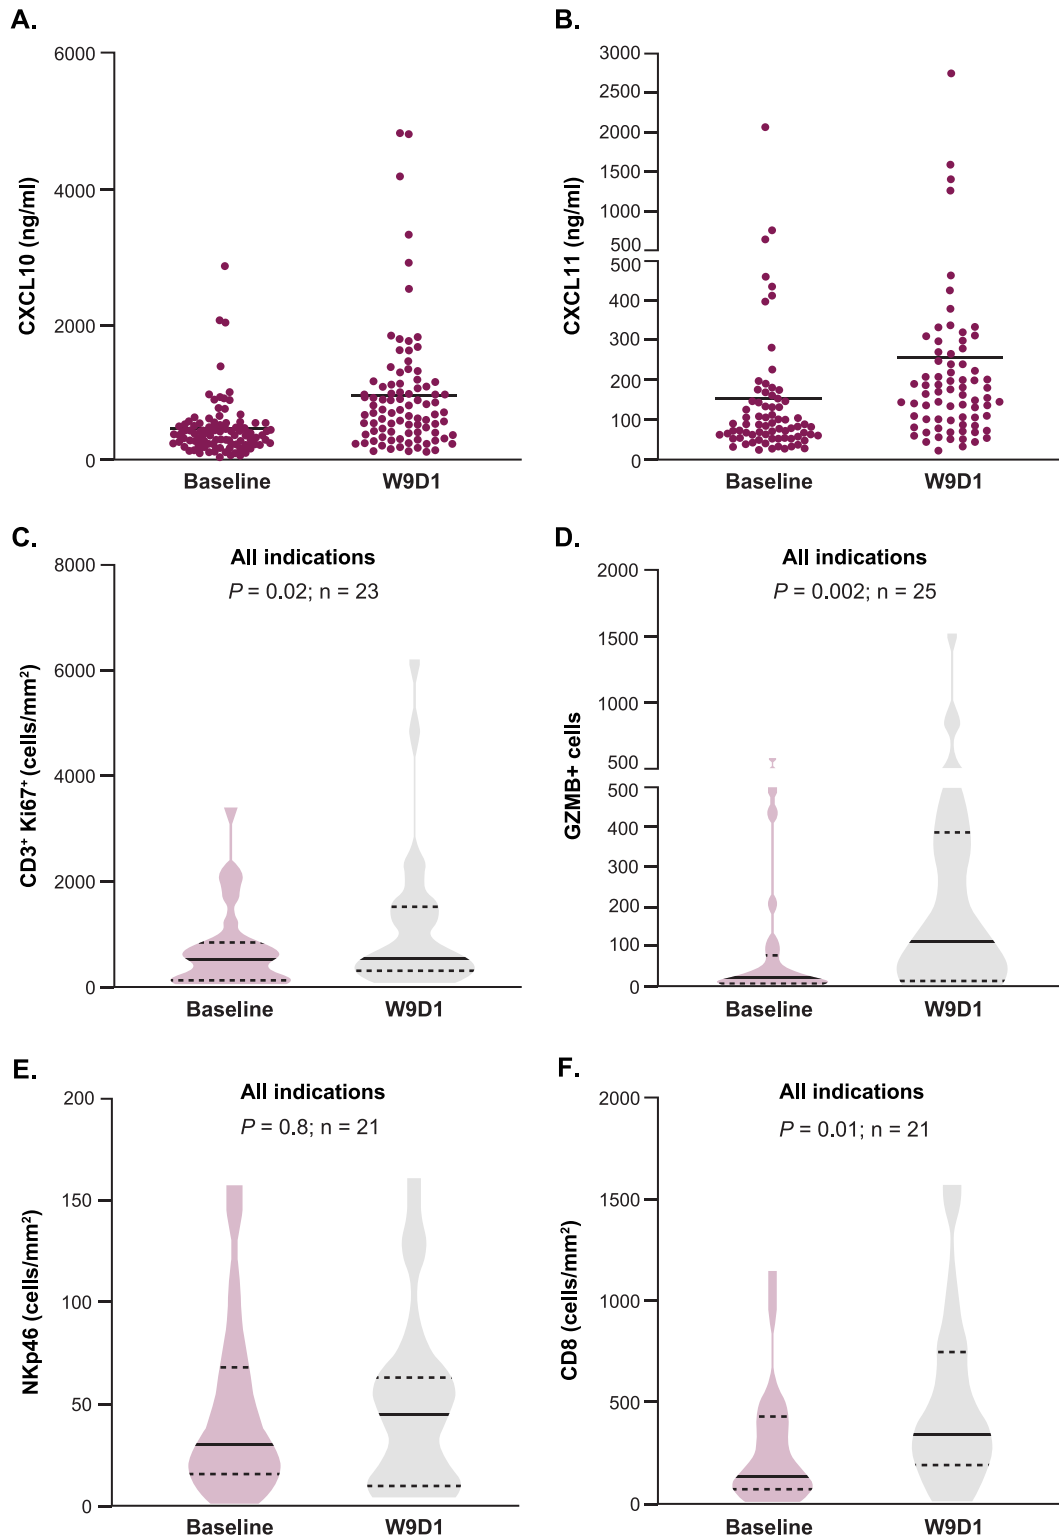 A.
CXCL10 (ng/ml)
6000
4000
2000
0
Baseline
W9D1
B.
CXCL11 (ng/ml)
3000
2500
2000
1500
1000
500
500
400
300
200
100
0
Baseline
W9D1
C.
All indications
P = 0.02; n = 23
CD3⁺ Ki67⁺ (cells/mm²)
8000
6000
4000
2000
0
Baseline
W9D1
D.
All indications
P = 0.002; n = 25
GZMB+ cells
2000
1500
1000
500
500
400
300
200
100
0
Baseline
W9D1
E.
All indications
P = 0.8; n = 21
NKp46 (cells/mm²)
200
150
100
50
0
Baseline
W9D1
F.
All indications
P = 0.01; n = 21
CD8 (cells/mm²)
2000
1500
1000
500
0
Baseline
W9D1